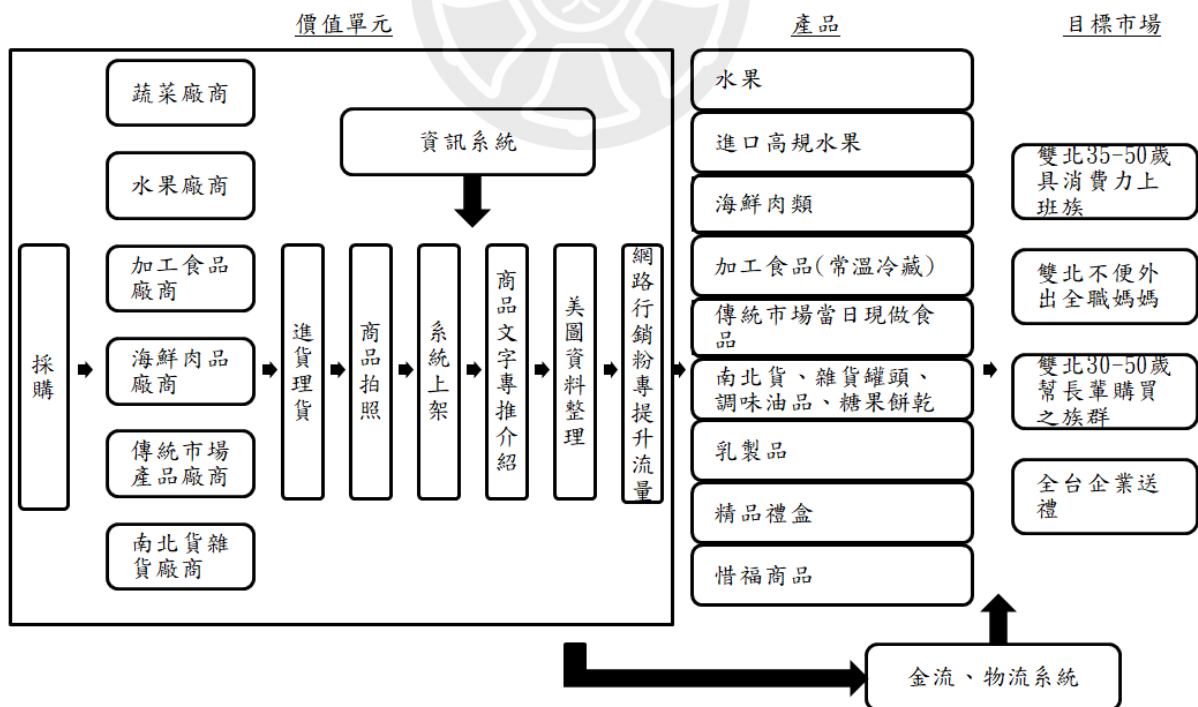 價值單元
產品
目標市場
蔬菜廠商
水果廠商
加工食品
廠商
海鮮肉品
廠商
傳統市場
產品廠商
南北貨雜
貨廠商
資訊系統
採購
進貨理貨
商品拍照
系統上架
商品文字專推介紹
美圖資料整理
網路行銷粉專提升流量
水果
進口高規水果
海鮮肉類
加工食品(常溫冷藏)
傳統市場當日現做食
品
南北貨、雜貨罐頭、
調味油品、糖果餅乾
乳製品
精品禮盒
惜福商品
雙北35-50歲
具消費力上
班族
雙北不便外
出全職媽媽
雙北30-50歲
幫長輩購買
之族群
全台企業送
禮
金流、物流系統